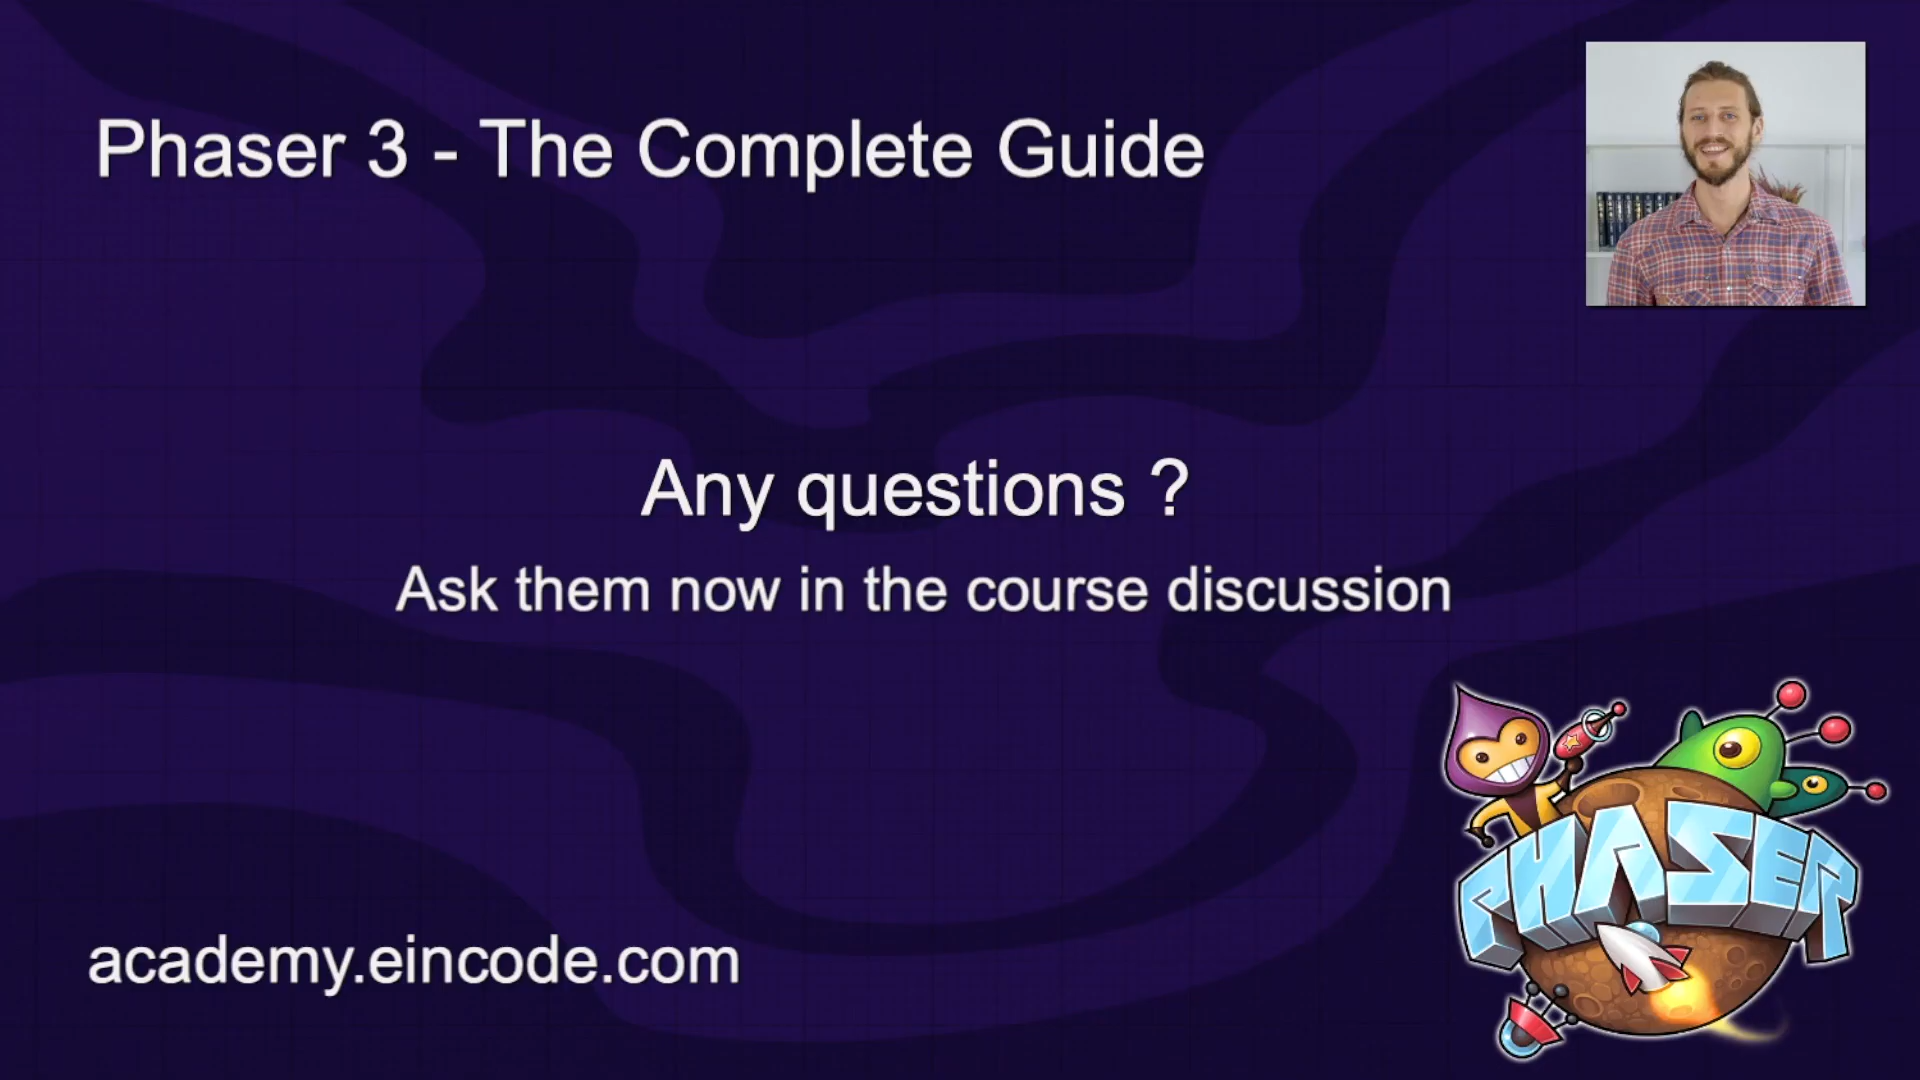 Phaser 3 - The Complete Guide
Any questions ?
Ask them now in the course discussion
PHASER
academy.eincode.com